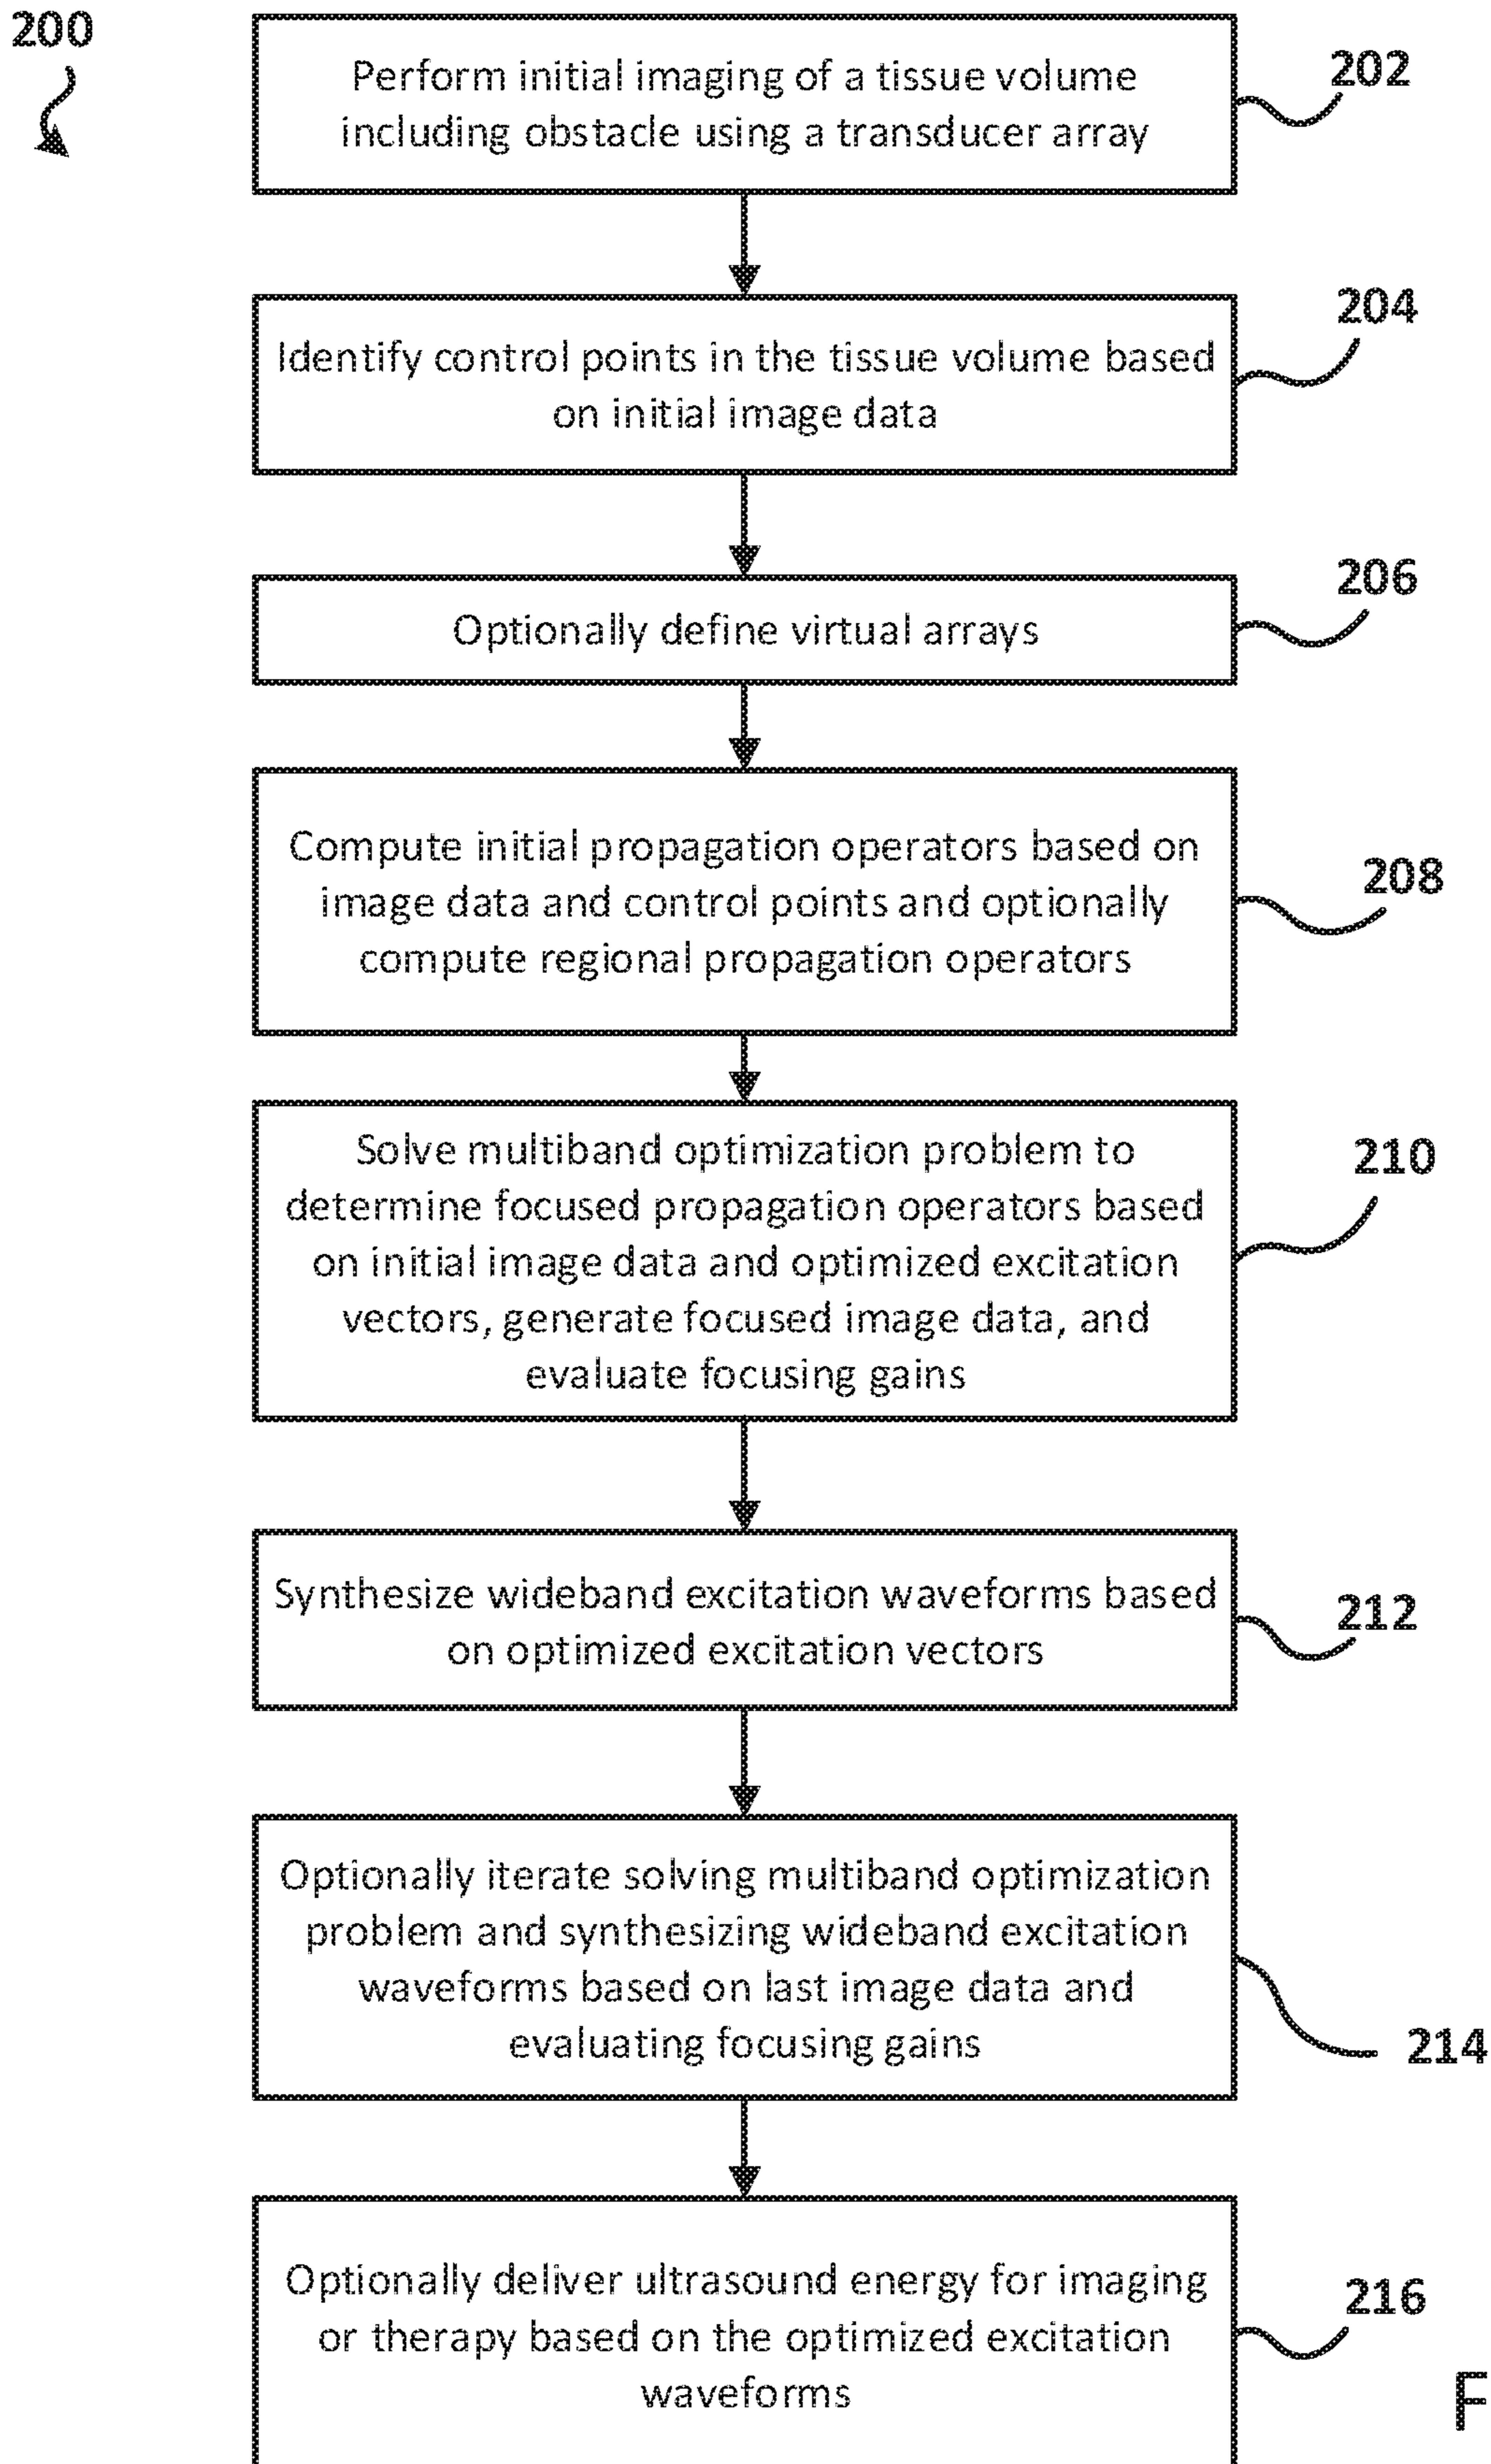 200
Perform initial imaging of a tissue volume
including obstacle using a transducer array
202
Identify control points in the tissue volume based
on initial image data
204
Optionally define virtual arrays
206
Compute initial propagation operators based on
image data and control points and optionally
compute regional propagation operators
208
Solve multiband optimization problem to
determine focused propagation operators based
on initial image data and optimized excitation
vectors, generate focused image data, and
evaluate focusing gains
210
Synthesize wideband excitation waveforms based
on optimized excitation vectors
212
Optionally iterate solving multiband optimization
problem and synthesizing wideband excitation
waveforms based on last image data and
evaluating focusing gains
214
Optionally deliver ultrasound energy for imaging
or therapy based on the optimized excitation
waveforms
216
F